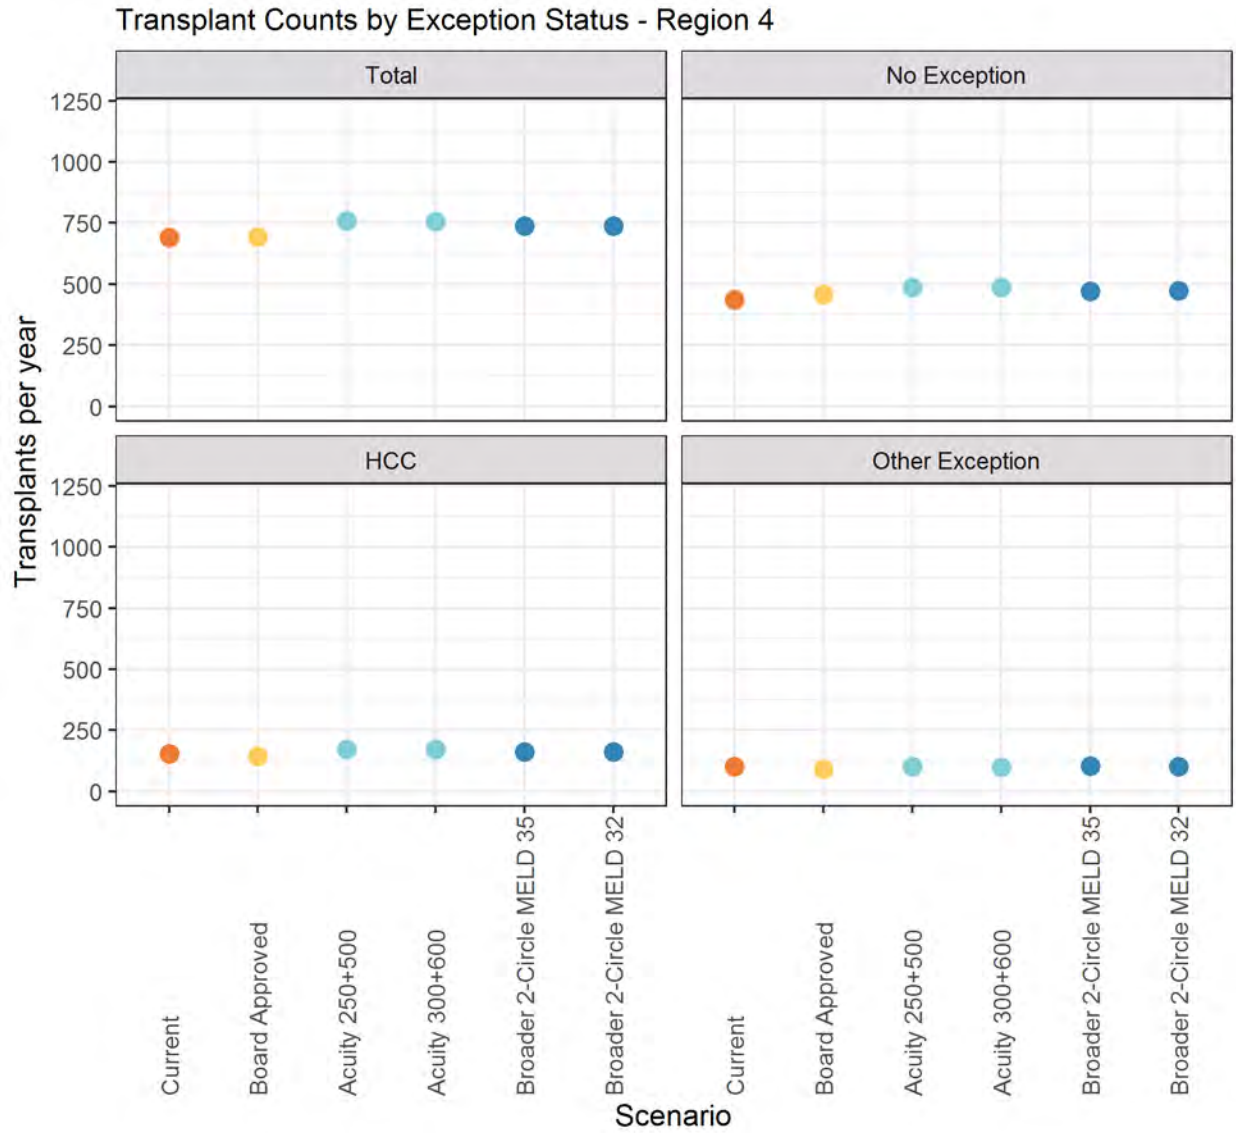 Transplant Counts by Exception Status - Region 4
Total
No Exception
1250
1000
750
500
250
0
HCC
Other Exception
1250
1000
750
500
250
0
Transplants per year
Current
Board Approved
Acuity 250+500
Acuity 300+600
Broader 2-Circle MELD 35
Broader 2-Circle MELD 32
Current
Board Approved
Acuity 250+500
Acuity 300+600
Broader 2-Circle MELD 35
Broader 2-Circle MELD 32
Scenario